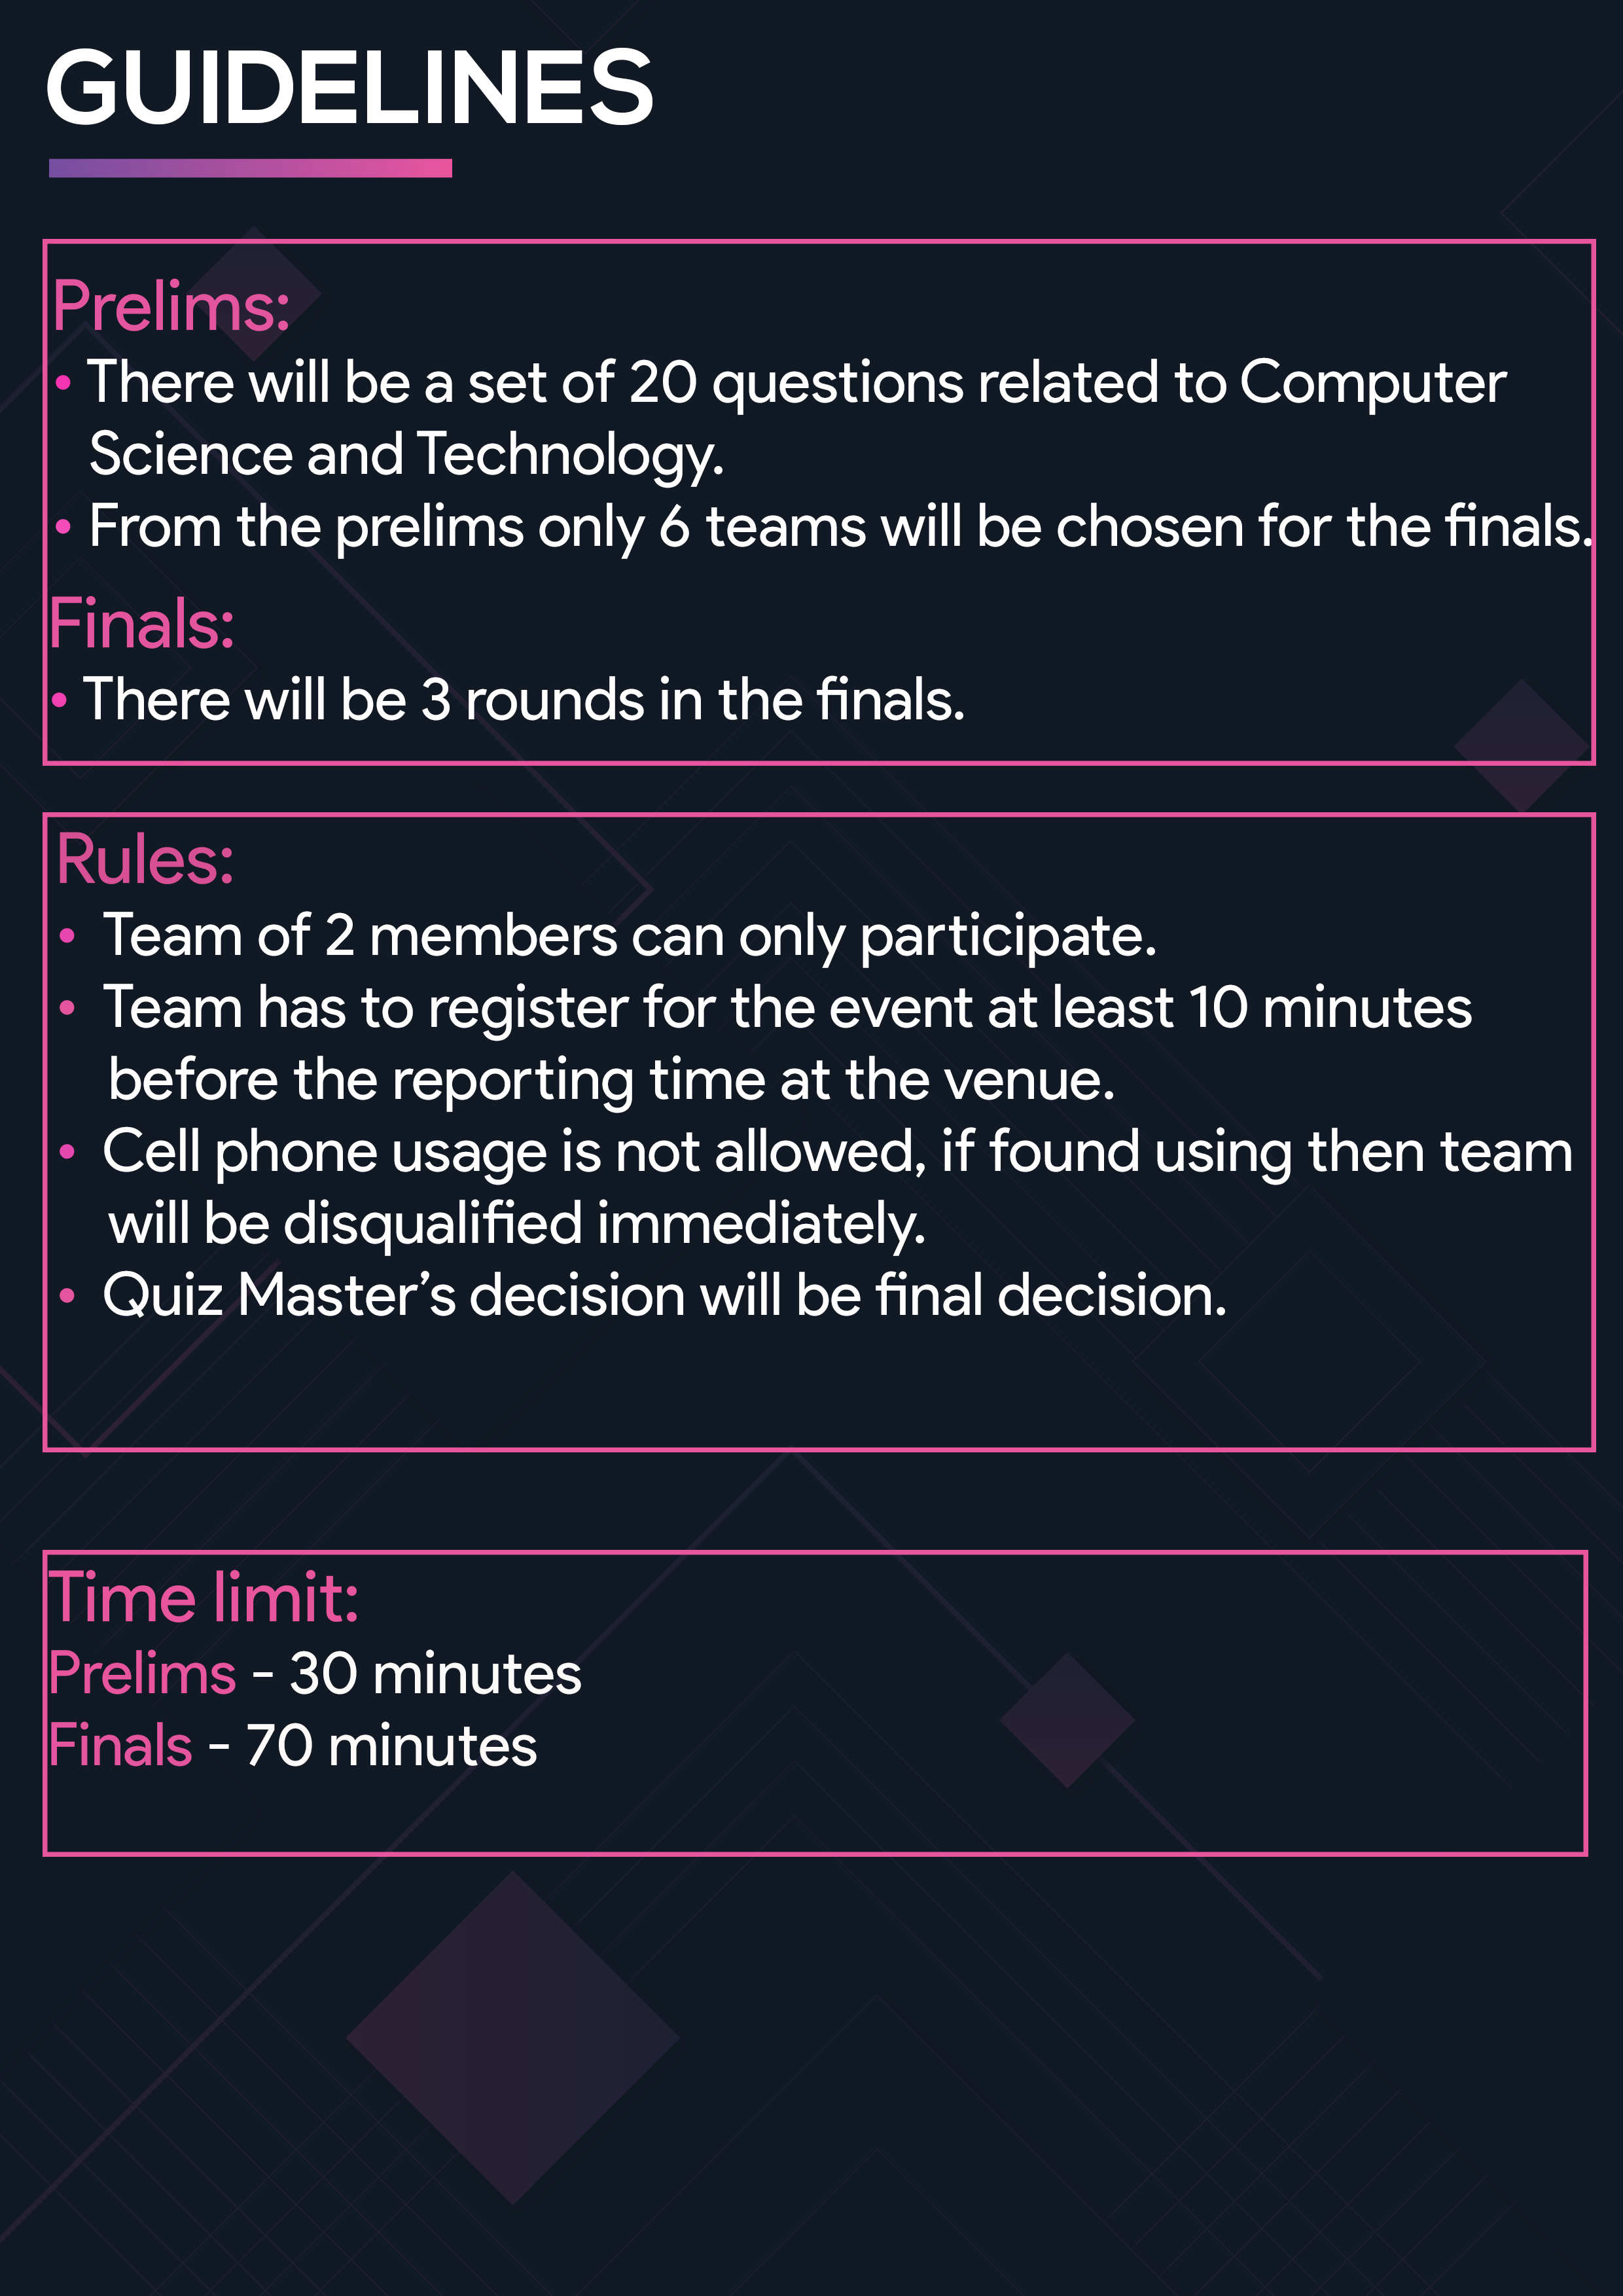 GUIDELINES
Prelims:
• There will be a set of 20 questions related to Computer
Science and Technology.
• From the prelims only 6 teams will be chosen for the finals.
Finals:
• There will be 3 rounds in the finals.
Rules:
• Team of 2 members can only participate.
• Team has to register for the event at least 10 minutes
before the reporting time at the venue.
• Cell phone usage is not allowed, if found using then team
will be disqualified immediately.
• Quiz Master’s decision will be final decision.
Time limit:
Prelims - 30 minutes
Finals - 70 minutes